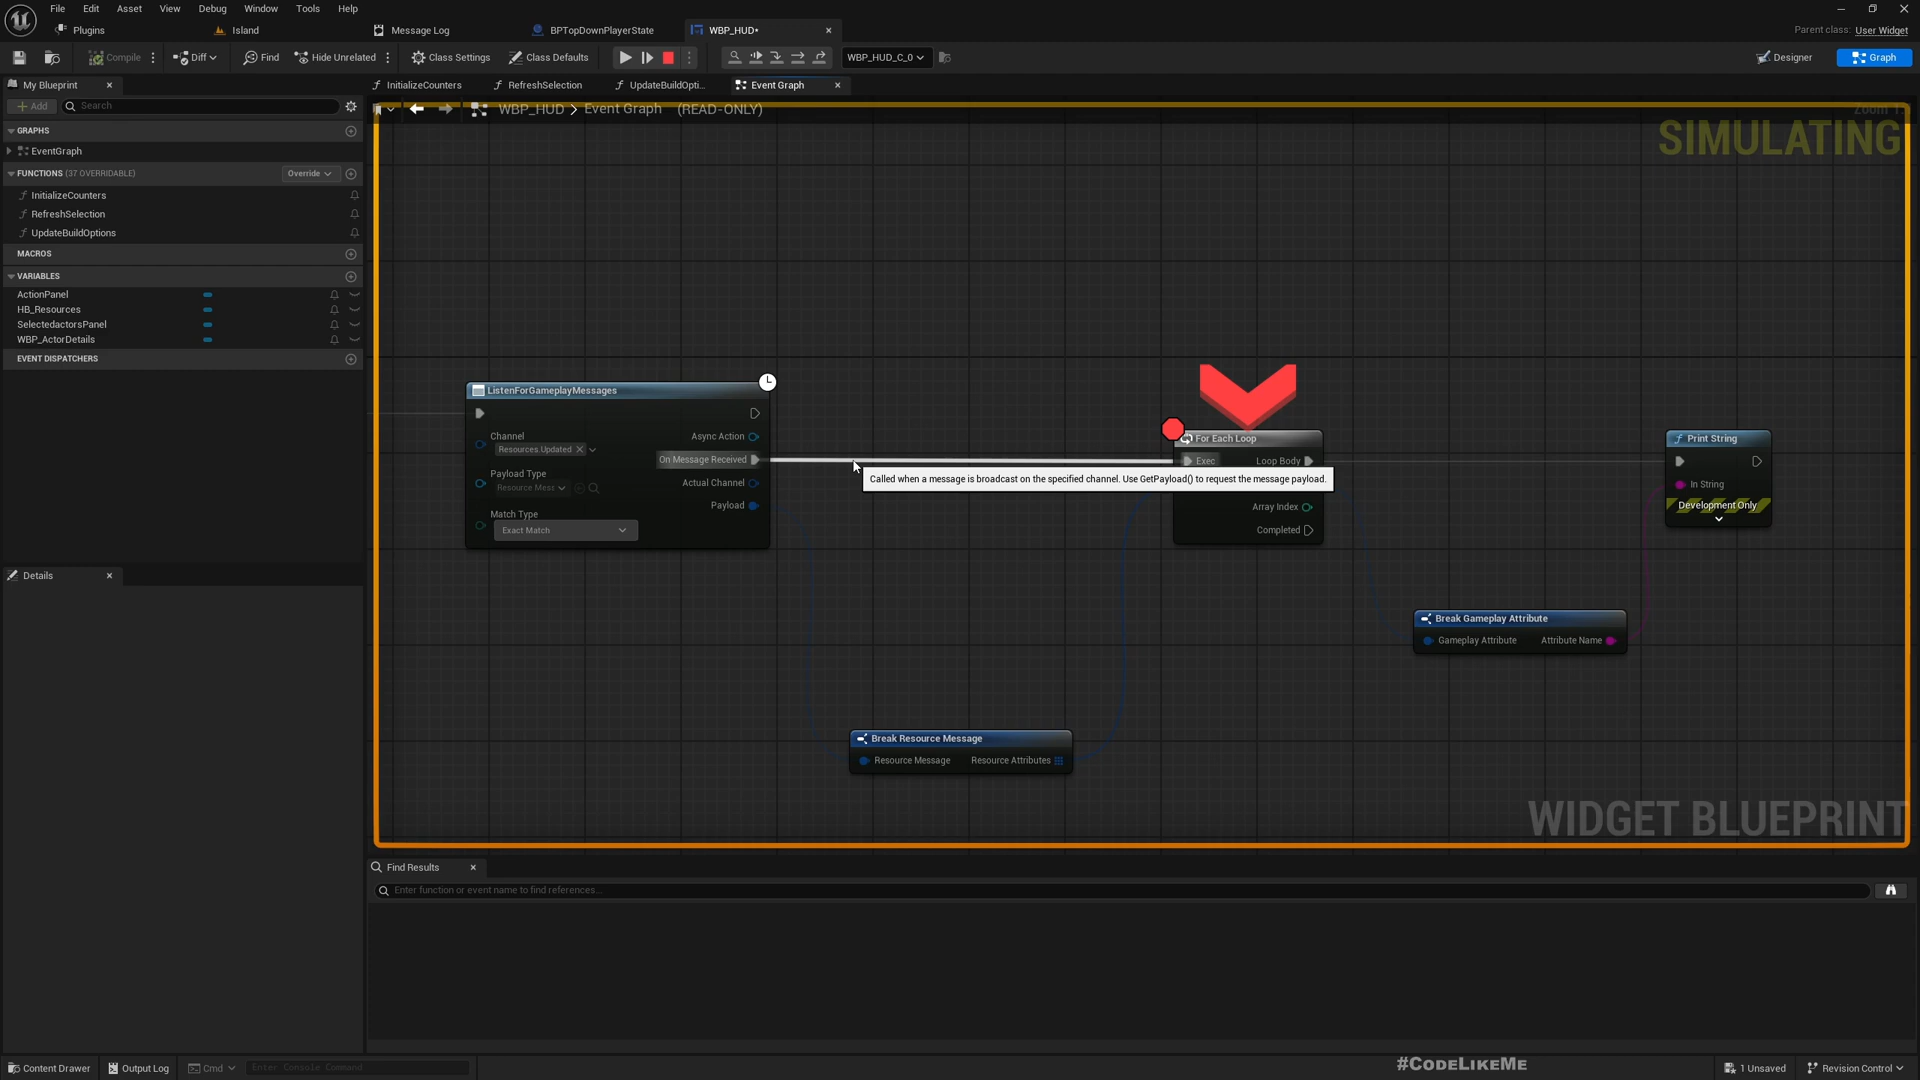 File Edit Asset View Debug Window Tools Help
Plugins Island Message Log BPTopDownPlayerState WBP_HUD• Parent class: User Widget
Compile Diff Find Hide Unrelated Class Settings Class Defaults WBP_HUD_C_0 Designer Graph
My Blueprint InitializeCounters RefreshSelection UpdateBuildOpti... Event Graph
Add Search
WBP_HUD > Event Graph (READ-ONLY)
SIMULATING
GRAPHS
EventGraph
FUNCTIONS (37 OVERRIDABLE) Override
InitializeCounters
RefreshSelection
UpdateBuildOptions
MACROS
VARIABLES
ActionPanel
HB_Resources
SelectedactorsPanel
WBP_ActorDetails
EVENT DISPATCHERS
Details
ListenForGameplayMessages
Channel
Resources.Updated
Async Action
On Message Received
Payload Type
Resource Mess
Actual Channel
Payload
Match Type
Exact Match
For Each Loop
Exec Loop Body
Called when a message is broadcast on the specified channel. Use GetPayload() to request the message payload.
Array Index
Completed
Print String
In String
Development Only
Break Gameplay Attribute
Gameplay Attribute Attribute Name
Break Resource Message
Resource Message Resource Attributes
WIDGET BLUEPRINT
Find Results
Enter function or event name to find references...
#CODELIKEME
Content Drawer Output Log Cmd Enter Console Command 1 Unsaved Revision Control